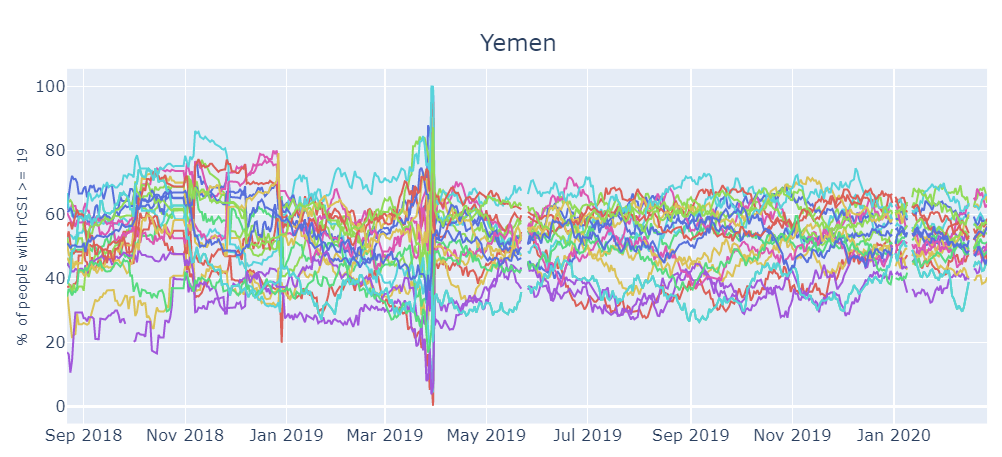 Yemen
% of people with rCSI >= 19
100
80
60
40
20
0
Sep 2018
Nov 2018
Jan 2019
Mar 2019
May 2019
Jul 2019
Sep 2019
Nov 2019
Jan 2020